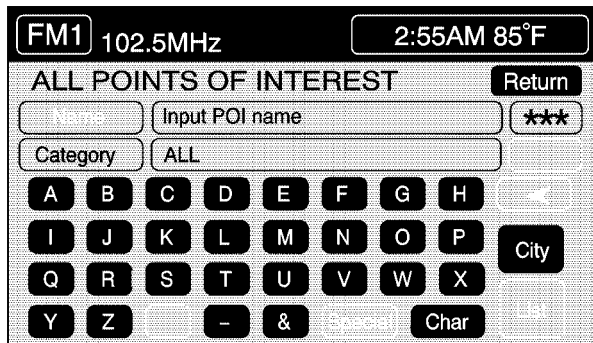 FM1 102.5MHz 2:55AM 85°F
ALL POINTS OF INTEREST Return
Name Input POI name ***
Category ALL
A B C D E F G H
I J K L M N O P City
Q R S T U V W X
Y Z - & Special Char List